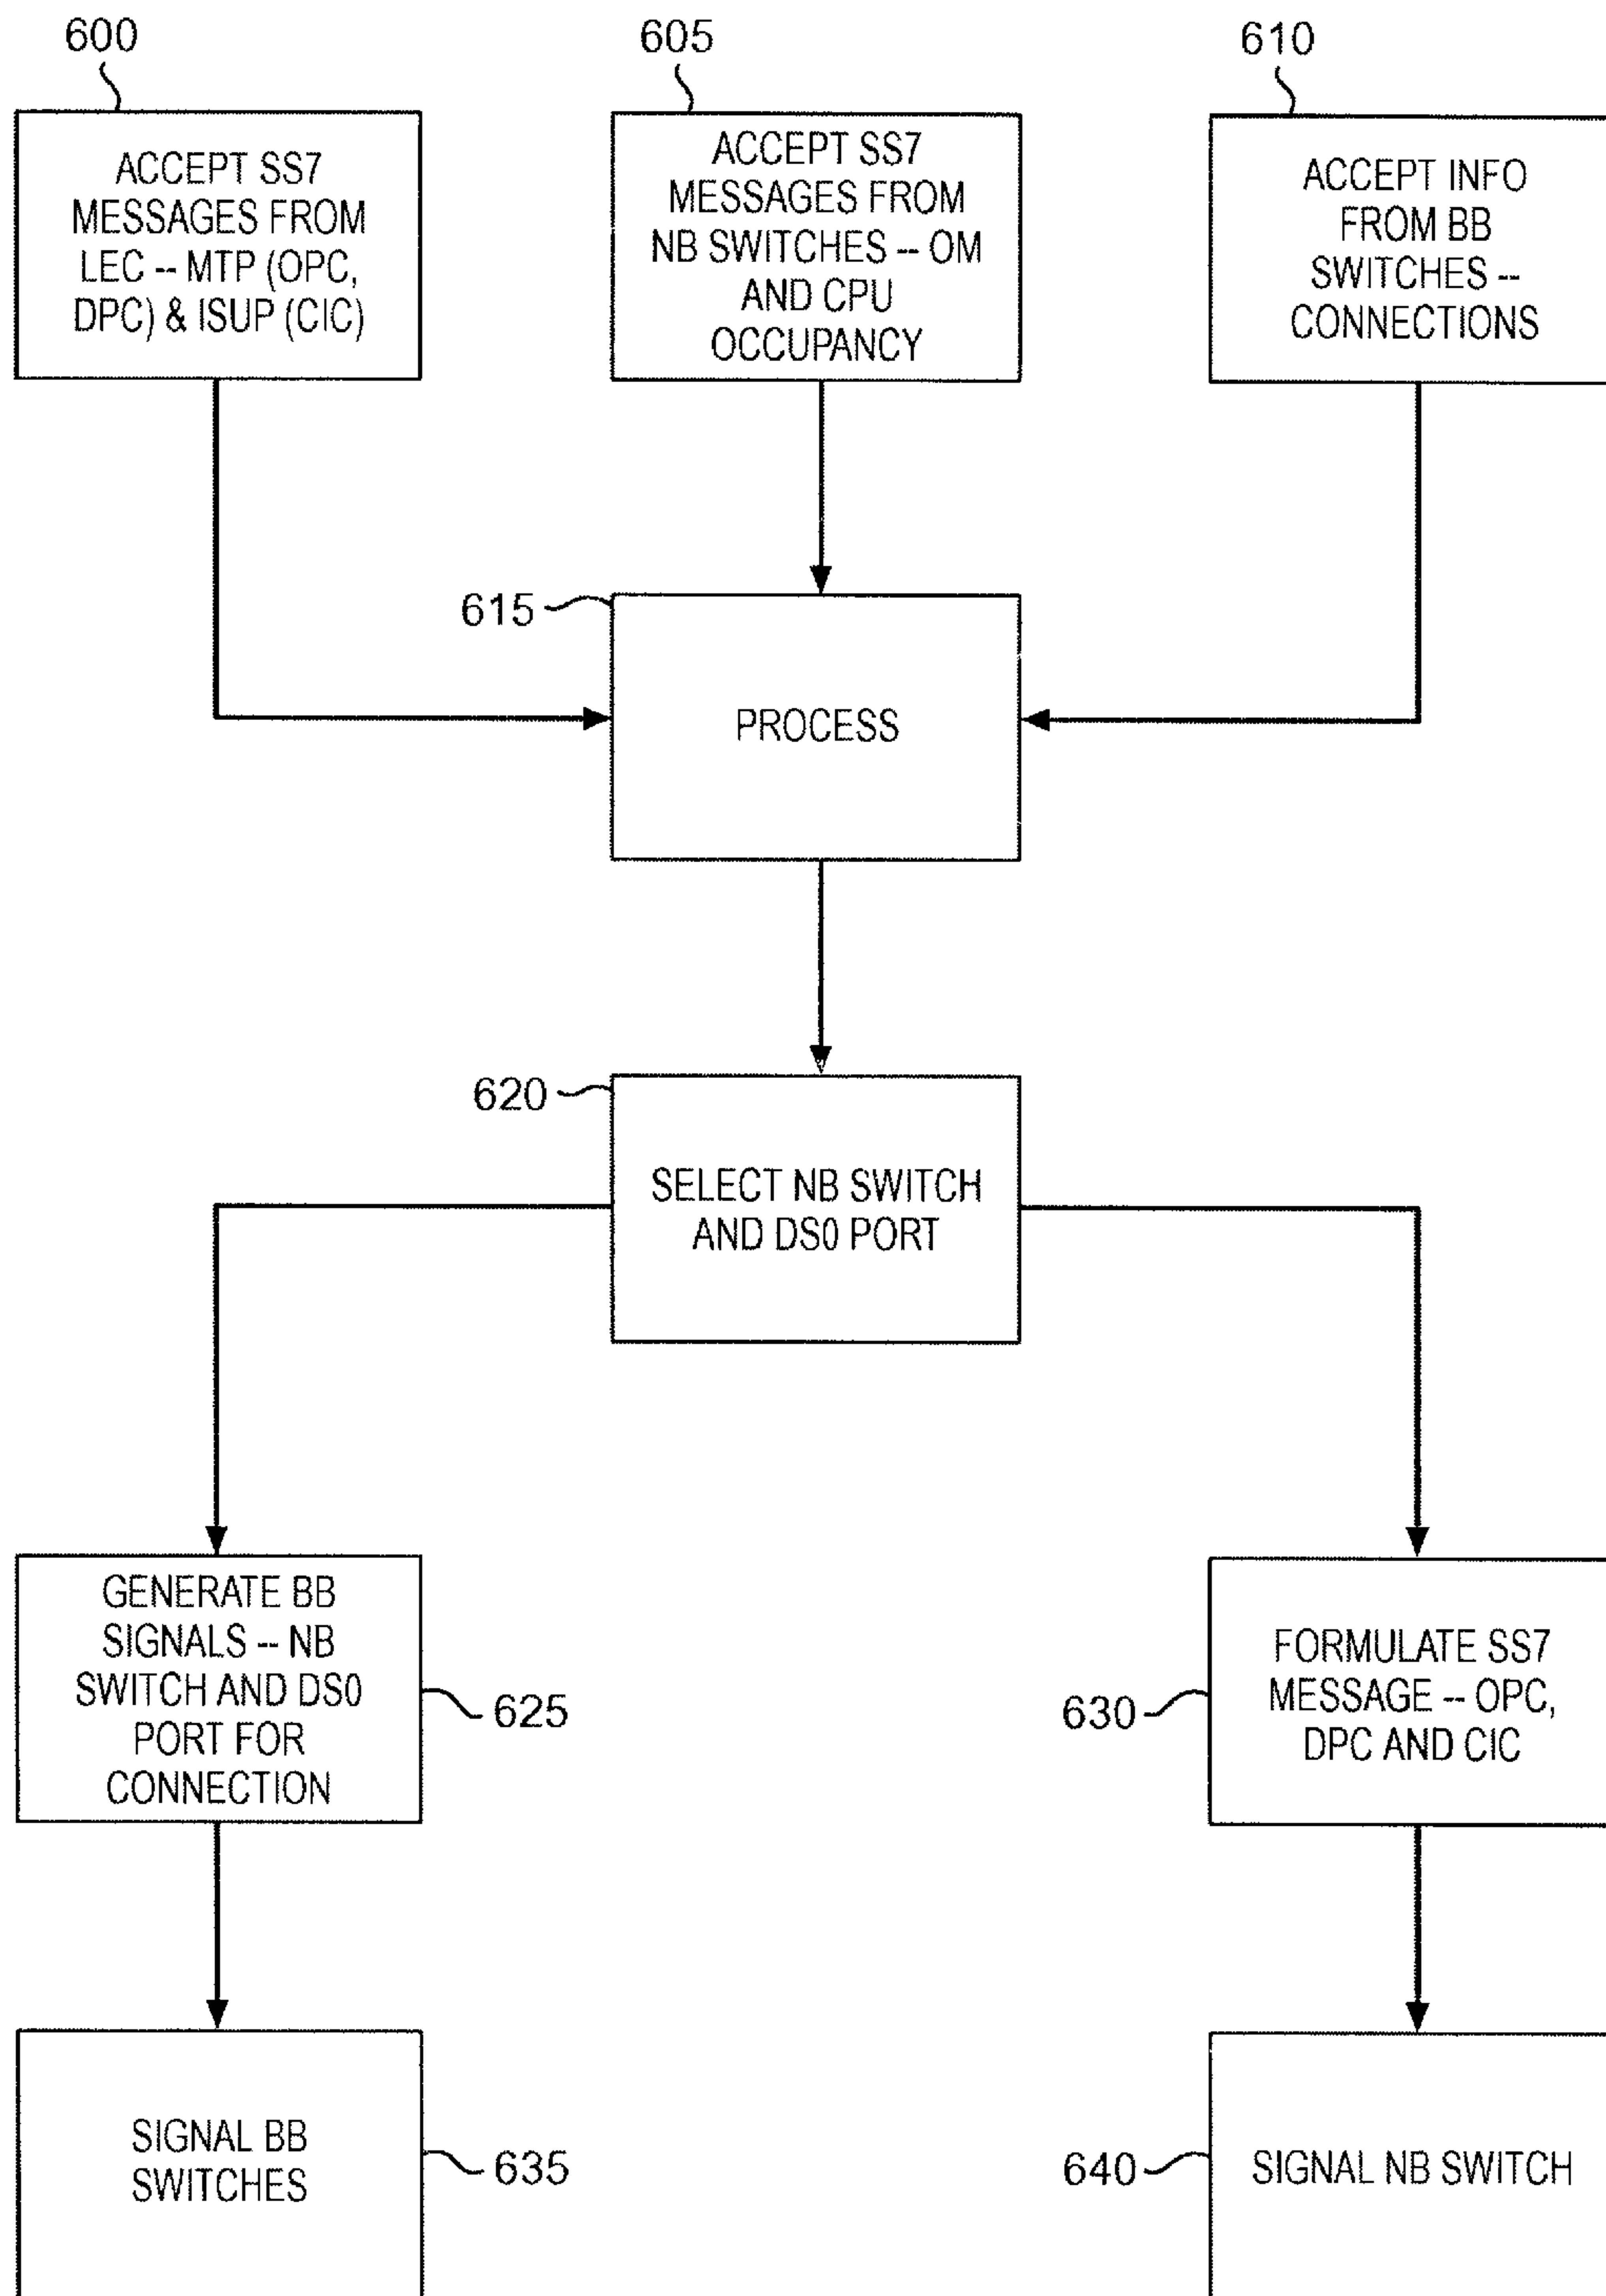 600
605
610
ACCEPT SS7
MESSAGES FROM
LEC -- MTP (OPC,
DPC) & ISUP (CIC)
ACCEPT SS7
MESSAGES FROM
NB SWITCHES -- OM
AND CPU
OCCUPANCY
ACCEPT INFO
FROM BB
SWITCHES --
CONNECTIONS
615
PROCESS
620
SELECT NB SWITCH
AND DS0 PORT
GENERATE BB
SIGNALS -- NB
SWITCH AND DS0
PORT FOR
CONNECTION
625
630
FORMULATE SS7
MESSAGE -- OPC,
DPC AND CIC
SIGNAL BB
SWITCHES
635
640
SIGNAL NB SWITCH